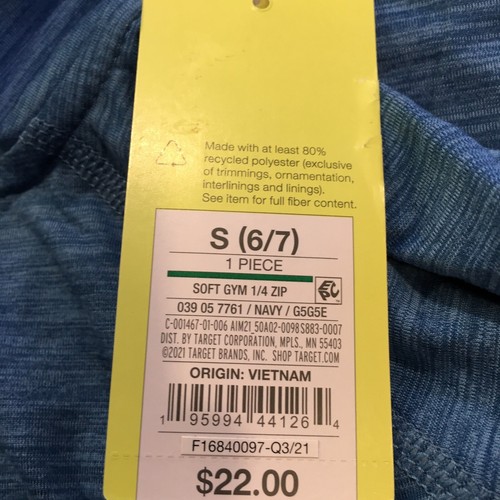 Made with at least 80%
recycled polyester (exclusive
of trimmings, ornamentation,
interlinings and linings).
See item for full fiber content.
S (6/7)
1 PIECE
SOFT GYM 1/4 ZIP
039 05 7761 / NAVY / G5G5E
C-001467-01-006 AIM21_50A02-0098S883-0007
DIST. BY TARGET CORPORATION, MPLS., MN 55403
©2021 TARGET BRANDS, INC. SHOP TARGET.COM
ORIGIN: VIETNAM
1 95994 44126 4
F16840097-Q3/21
$22.00